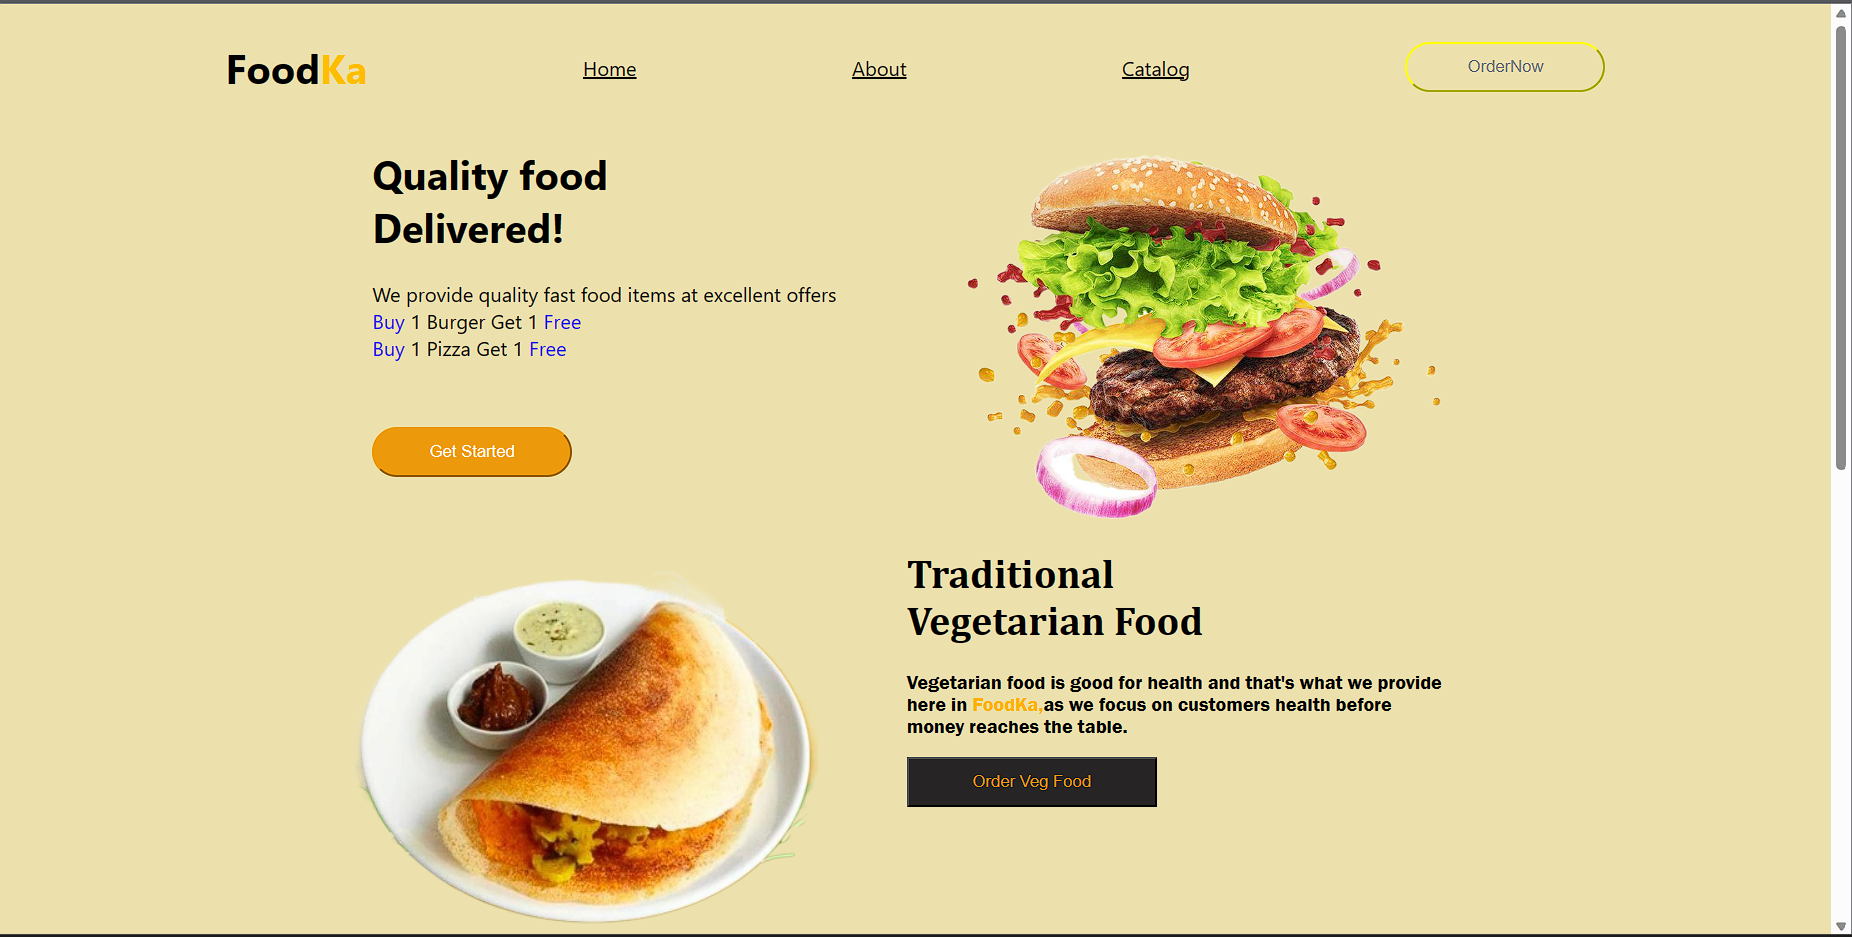 FoodKa
Home
About
Catalog
OrderNow
Quality food
Delivered!
We provide quality fast food items at excellent offers
Buy 1 Burger Get 1 Free
Buy 1 Pizza Get 1 Free
Get Started
Traditional
Vegetarian Food
Vegetarian food is good for health and that's what we provide
here in FoodKa,as we focus on customers health before
money reaches the table.
Order Veg Food